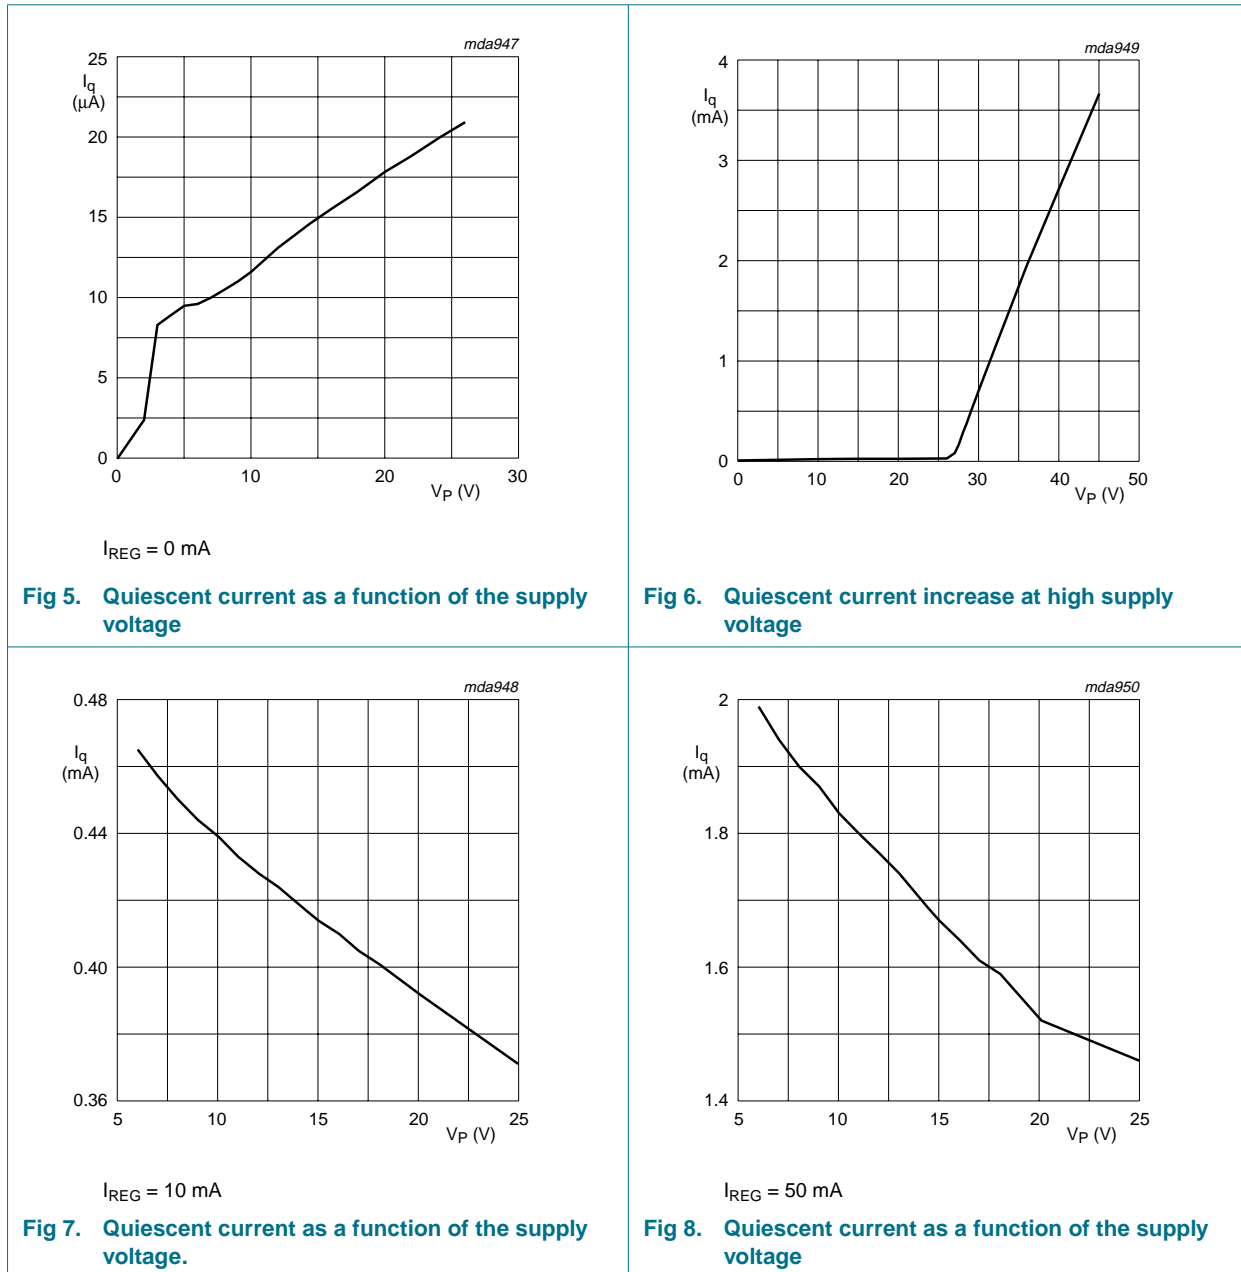 mda947
25
Iq
(μA)
20
15
10
5
0
0 10 20 30
VP (V)
IREG = 0 mA
Fig 5. Quiescent current as a function of the supply
voltage
mda949
4
Iq
(mA)
3
2
1
0
0 10 20 30 40 50
VP (V)
Fig 6. Quiescent current increase at high supply
voltage
mda948
0.48
Iq
(mA)
0.44
0.40
0.36
5 10 15 20 25
VP (V)
IREG = 10 mA
Fig 7. Quiescent current as a function of the supply
voltage.
mda950
2
Iq
(mA)
1.8
1.6
1.4
5 10 15 20 25
VP (V)
IREG = 50 mA
Fig 8. Quiescent current as a function of the supply
voltage